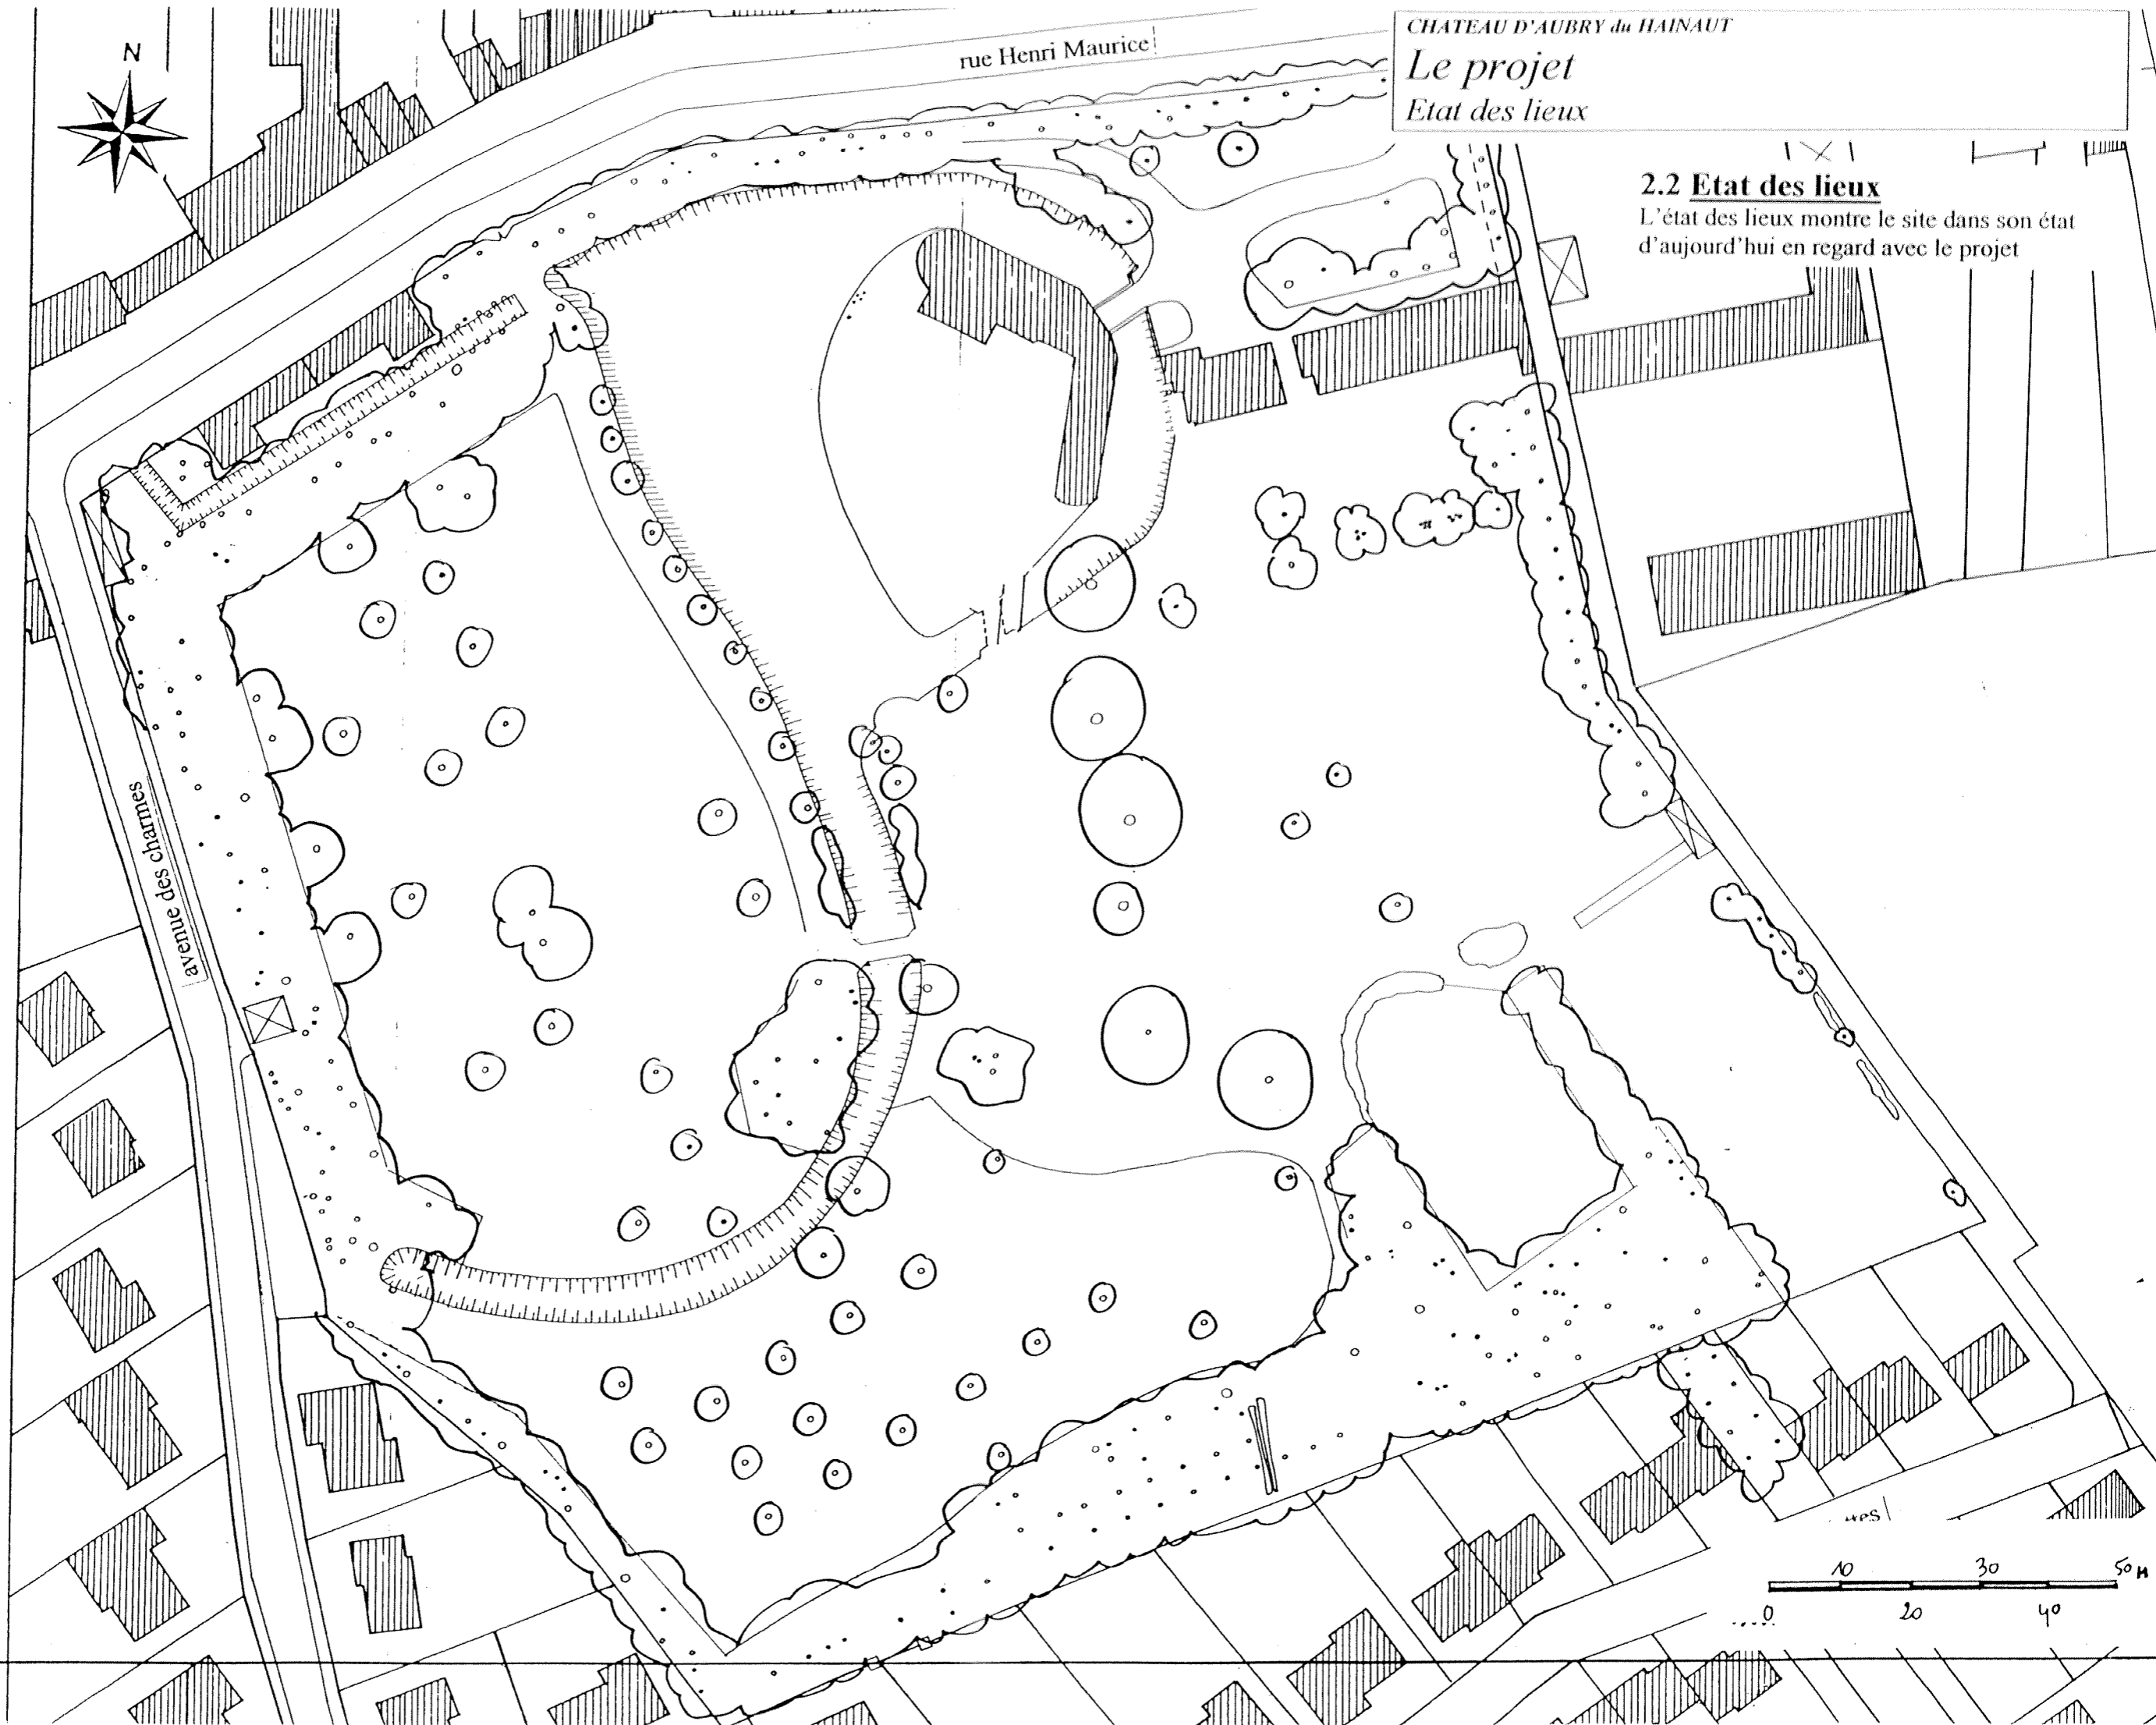 N
rue Henri Maurice
CHATEAU D'AUBRY du HAINAUT
Le projet
Etat des lieux
2.2 Etat des lieux
L'état des lieux montre le site dans son état
d'aujourd'hui en regard avec le projet
avenue des charmes
10 30 50 M
0 20 40